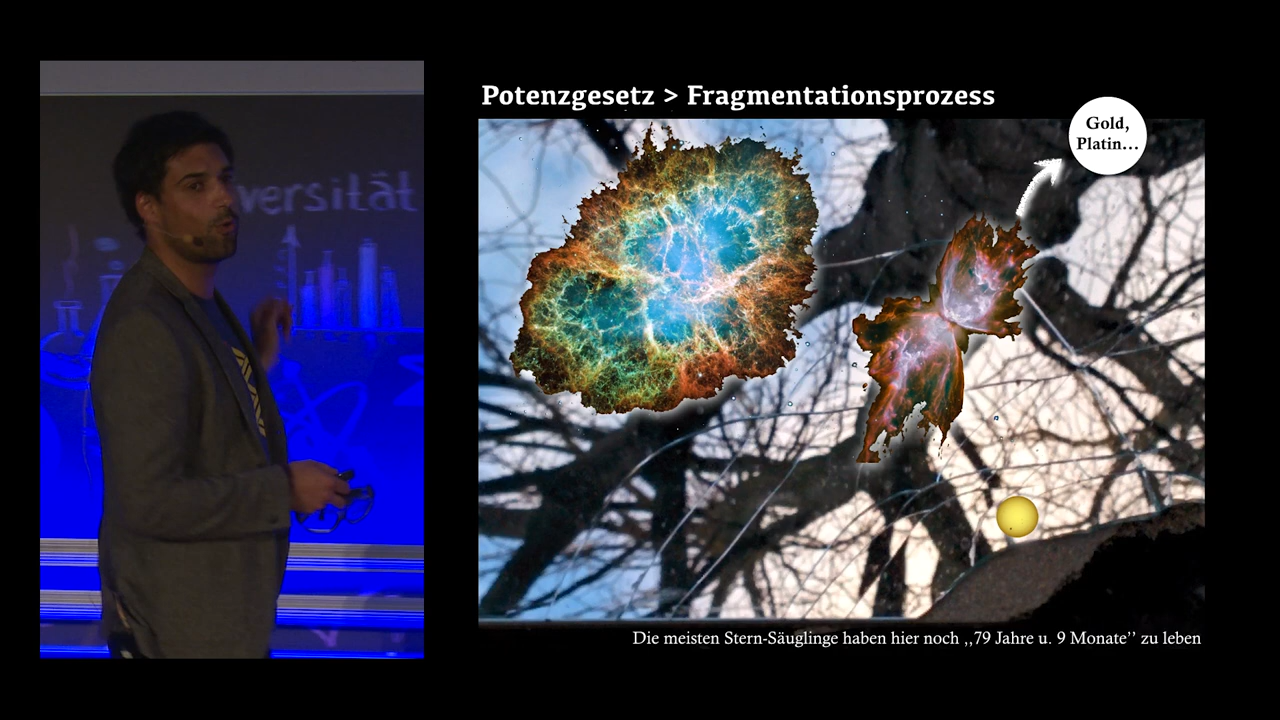 Potenzgesetz > Fragmentationsprozess
Gold,
Platin...
versität
Die meisten Stern-Säuglinge haben hier noch ,,79 Jahre u. 9 Monate’’ zu leben